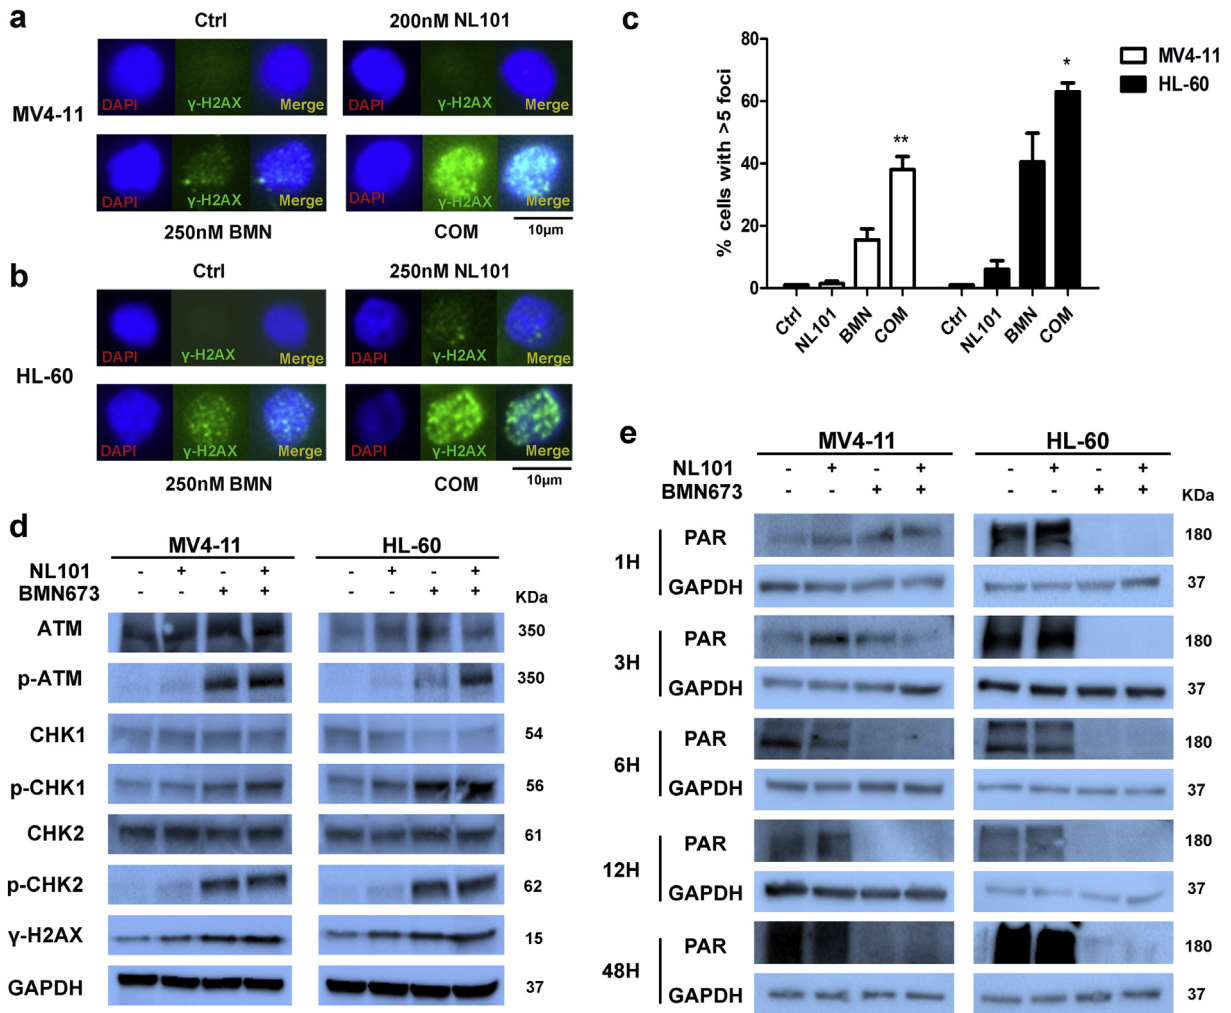 a
Ctrl
200nM NL101
MV4-11
DAPI γ-H2AX Merge DAPI γ-H2AX Merge
DAPI γ-H2AX Merge DAPI γ-H2AX Merge
250nM BMN
COM
10μm
b
Ctrl
250nM NL101
HL-60
DAPI γ-H2AX Merge DAPI γ-H2AX Merge
DAPI γ-H2AX Merge DAPI γ-H2AX Merge
250nM BMN
COM
10μm
c
% cells with >5 foci
80
60
40
20
0
** *
Ctrl NL101 BMN COM Ctrl NL101 BMN COM
MV4-11
HL-60
d
MV4-11 HL-60
NL101 - + - + - + - +
BMN673 - - + + - - + +
KDa
ATM 350
p-ATM 350
CHK1 54
p-CHK1 56
CHK2 61
p-CHK2 62
γ-H2AX 15
GAPDH 37
e
MV4-11 HL-60
NL101 - + - + - + - +
BMN673 - - + + - - + +
KDa
1H
PAR 180
GAPDH 37
3H
PAR 180
GAPDH 37
6H
PAR 180
GAPDH 37
12H
PAR 180
GAPDH 37
48H
PAR 180
GAPDH 37